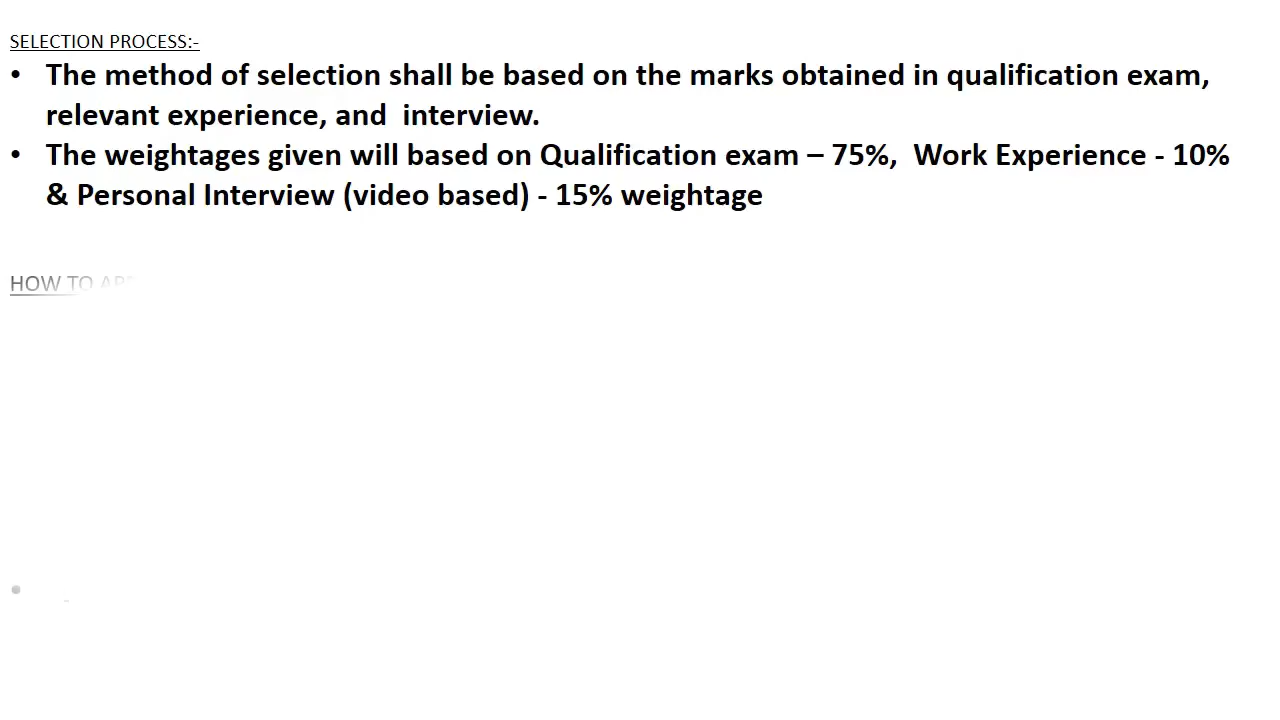 SELECTION PROCESS:-
• The method of selection shall be based on the marks obtained in qualification exam,
relevant experience, and  interview.
• The weightages given will based on Qualification exam – 75%,  Work Experience - 10%
& Personal Interview (video based) - 15% weightage
HOW TO